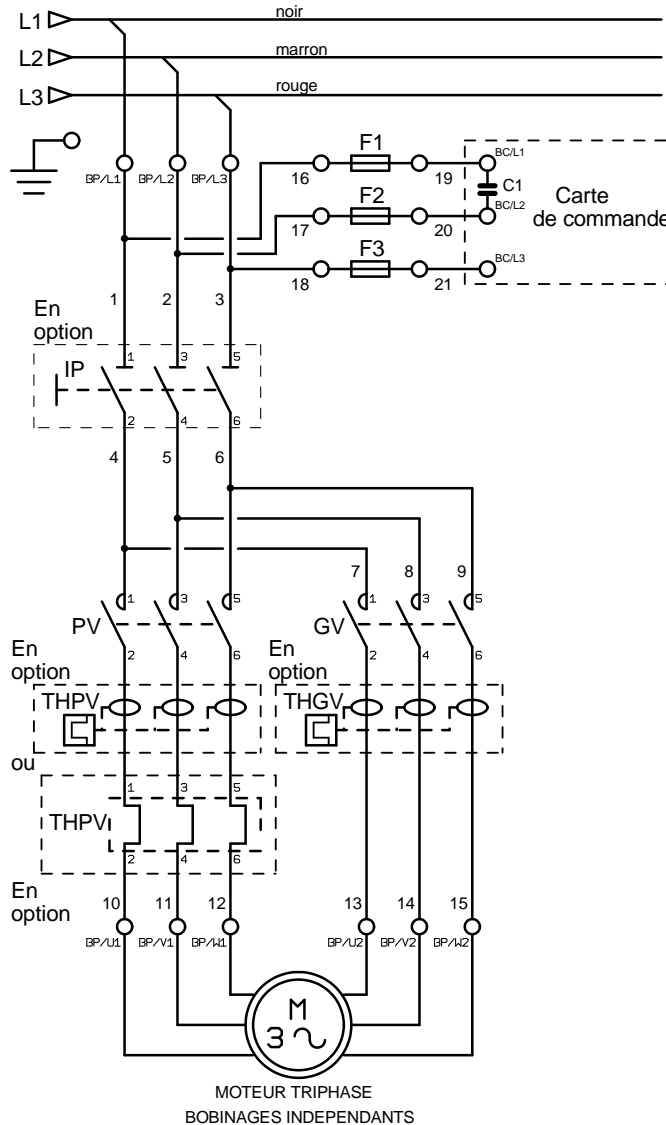 L1 noir
L2 marron
L3 rouge
F1
BP/L1 BP/L2 BP/L3 16 19 BC/L1
C1
Carte
de commande
F2
17 20 BC/L2
F3
18 21 BC/L3
1 2 3
En
option
IP
1 3 5
2 4 6
4 5 6
7 8 9
1 3 5 1 3 5
PV GV
2 4 6 2 4 6
En
option
En
option
THPV THGV
ou
1 3 5
THPV
2 4 6
En
option
10 11 12 13 14 15
BP/U1 BP/V1 BP/W1 BP/U2 BP/V2 BP/W2
M
3
MOTEUR TRIPHASE
BOBINAGES INDEPENDANTS